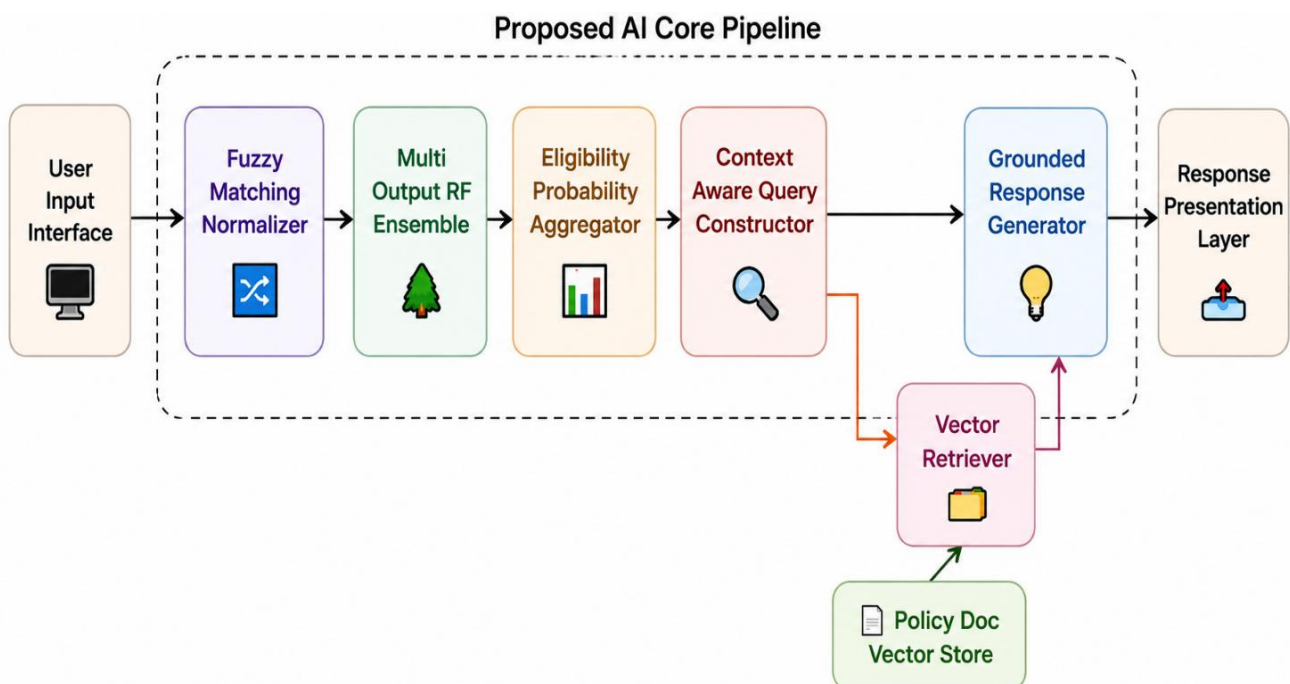 Proposed AI Core Pipeline
User
Input
Interface
Fuzzy
Matching
Normalizer
Multi
Output RF
Ensemble
Eligibility
Probability
Aggregator
Context
Aware Query
Constructor
Grounded
Response
Generator
Response
Presentation
Layer
Vector
Retriever
Policy Doc
Vector Store